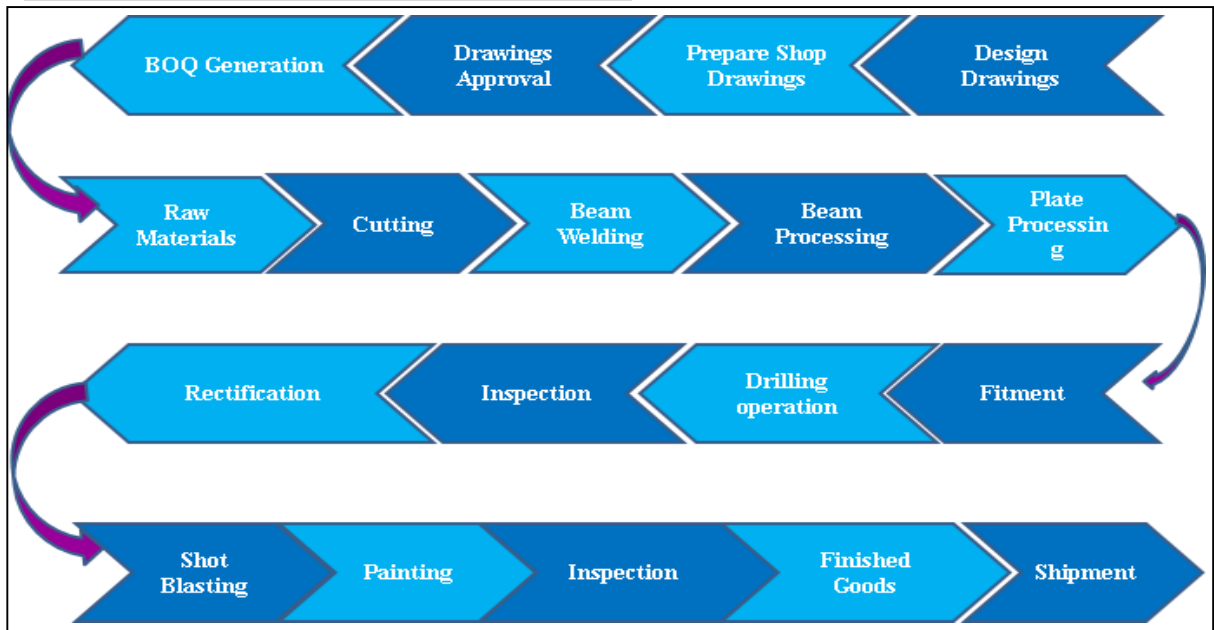 BOQ Generation
Drawings
Approval
Prepare Shop
Drawings
Design
Drawings
Raw
Materials
Cutting
Beam
Welding
Beam
Processing
Plate
Processin
g
Rectification
Inspection
Drilling
operation
Fitment
Shot
Blasting
Painting
Inspection
Finished
Goods
Shipment